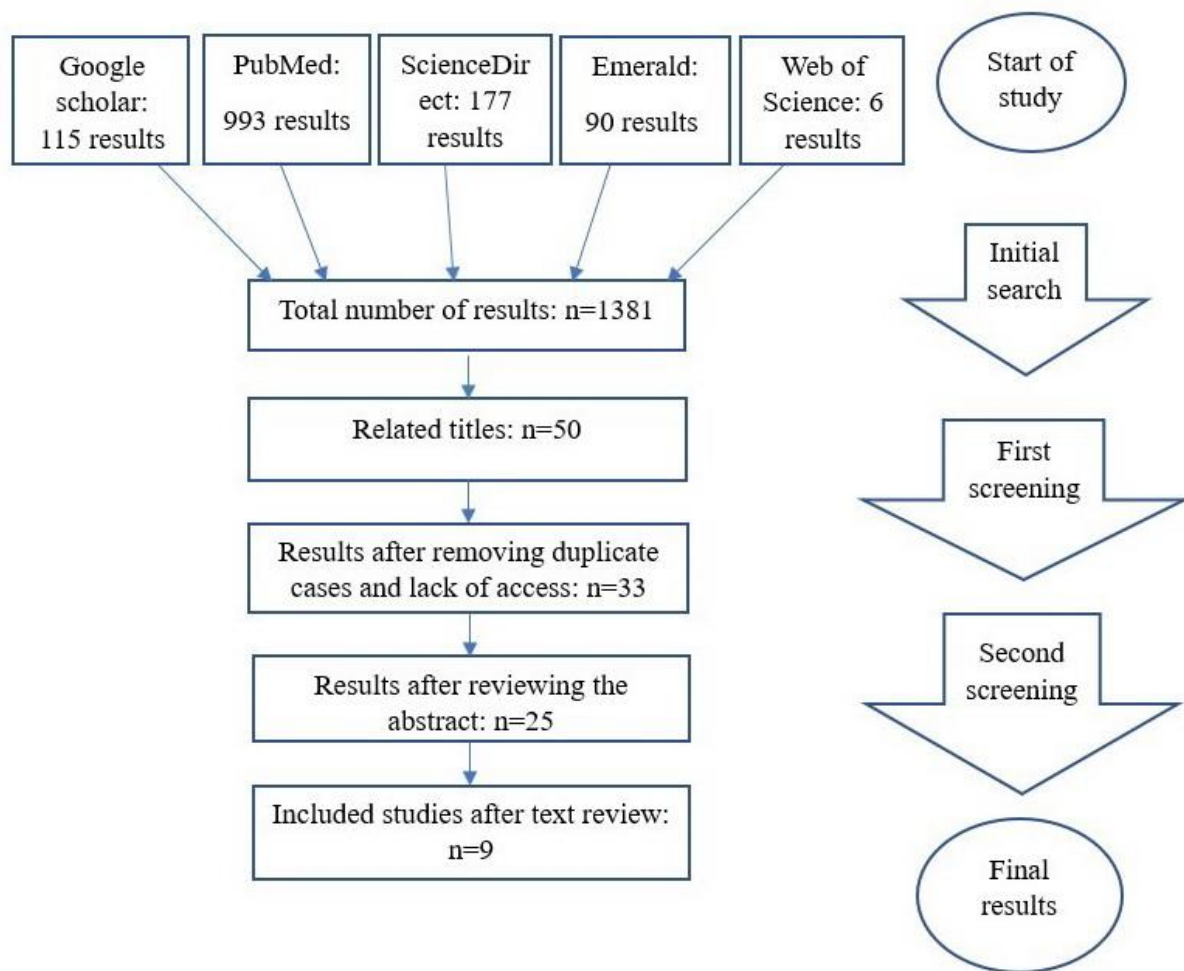 Google
scholar:
115 results
PubMed:
993 results
ScienceDir
ect: 177
results
Emerald:
90 results
Web of
Science: 6
results
Start of
study
Total number of results: n=1381
Initial
search
Related titles: n=50
First
screening
Results after removing duplicate
cases and lack of access: n=33
Results after reviewing the
abstract: n=25
Second
screening
Included studies after text review:
n=9
Final
results